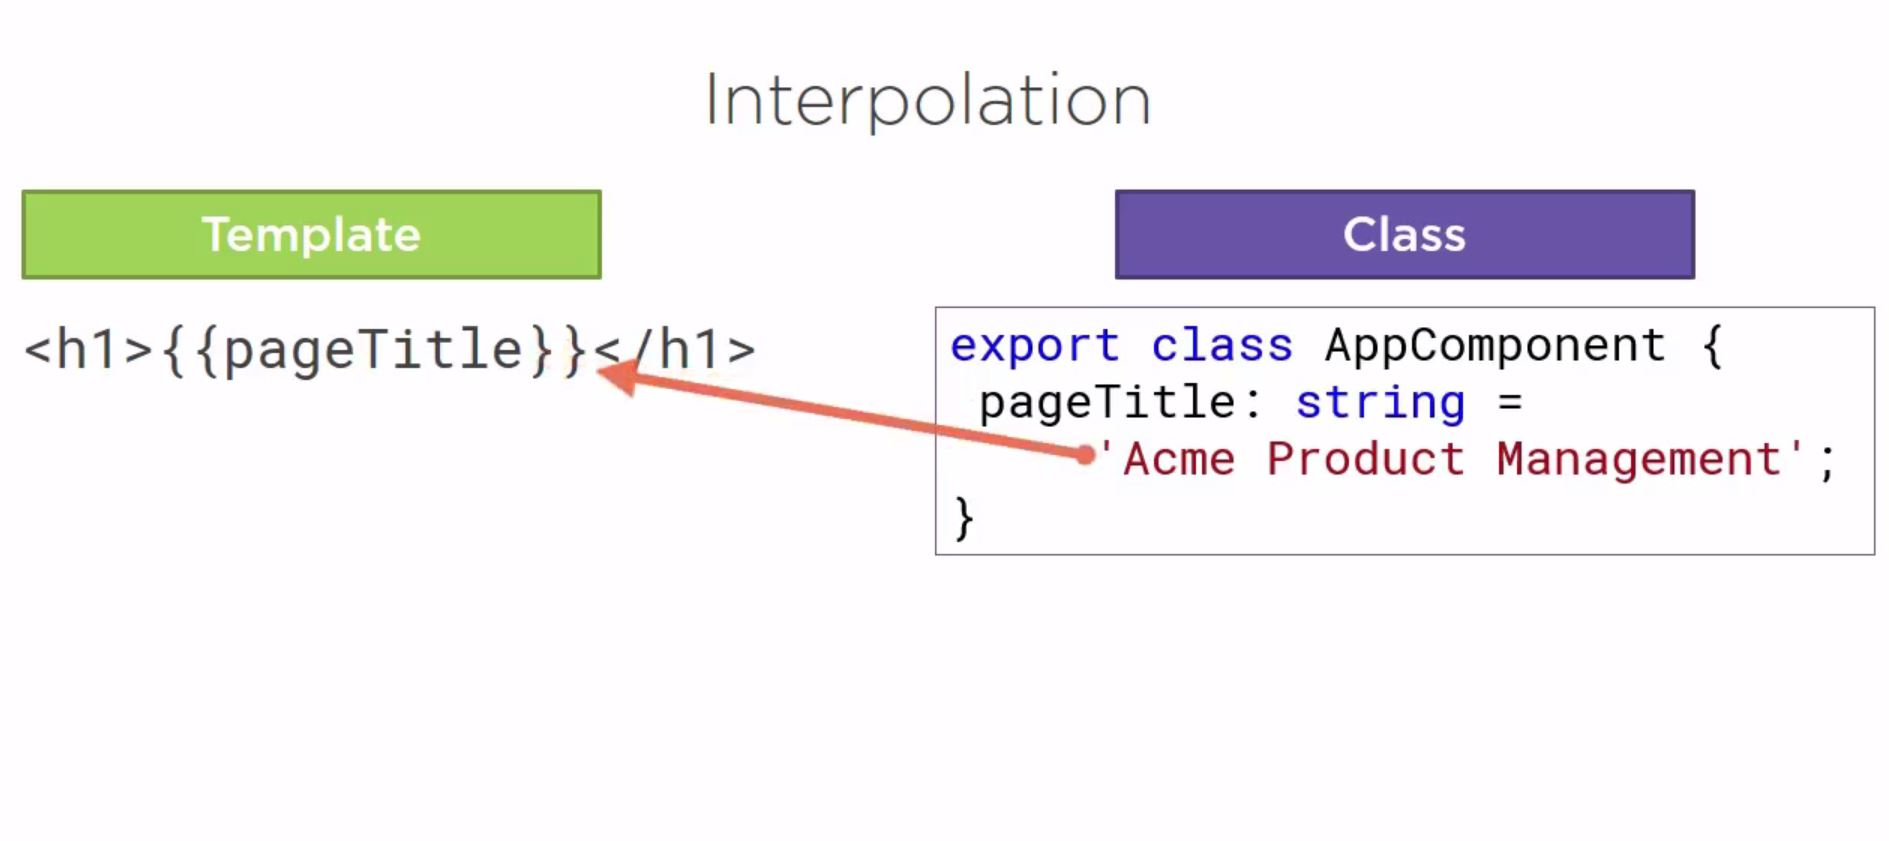 Interpolation
Template
Class
<h1>{{pageTitle}}</h1>
export class AppComponent {
pageTitle: string =
'Acme Product Management';
}